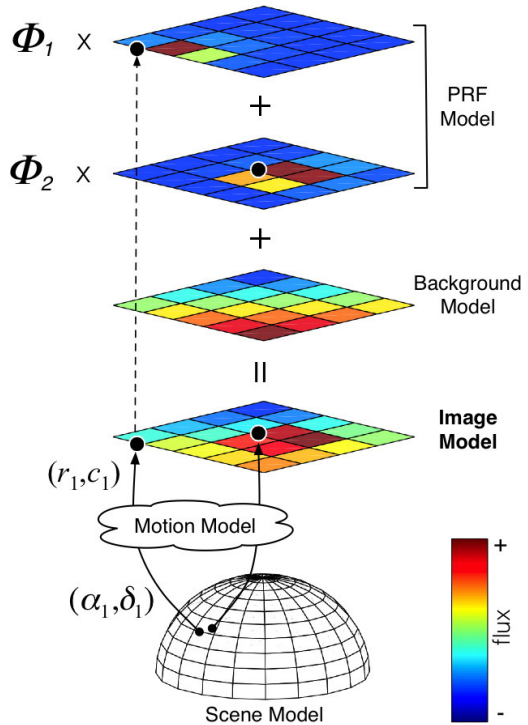 Φ1 X
+
PRF
Model
Φ2 X
+
Background
Model
=
Image
Model
(r1,c1)
Motion Model
(α1,δ1)
+
flux
-
Scene Model